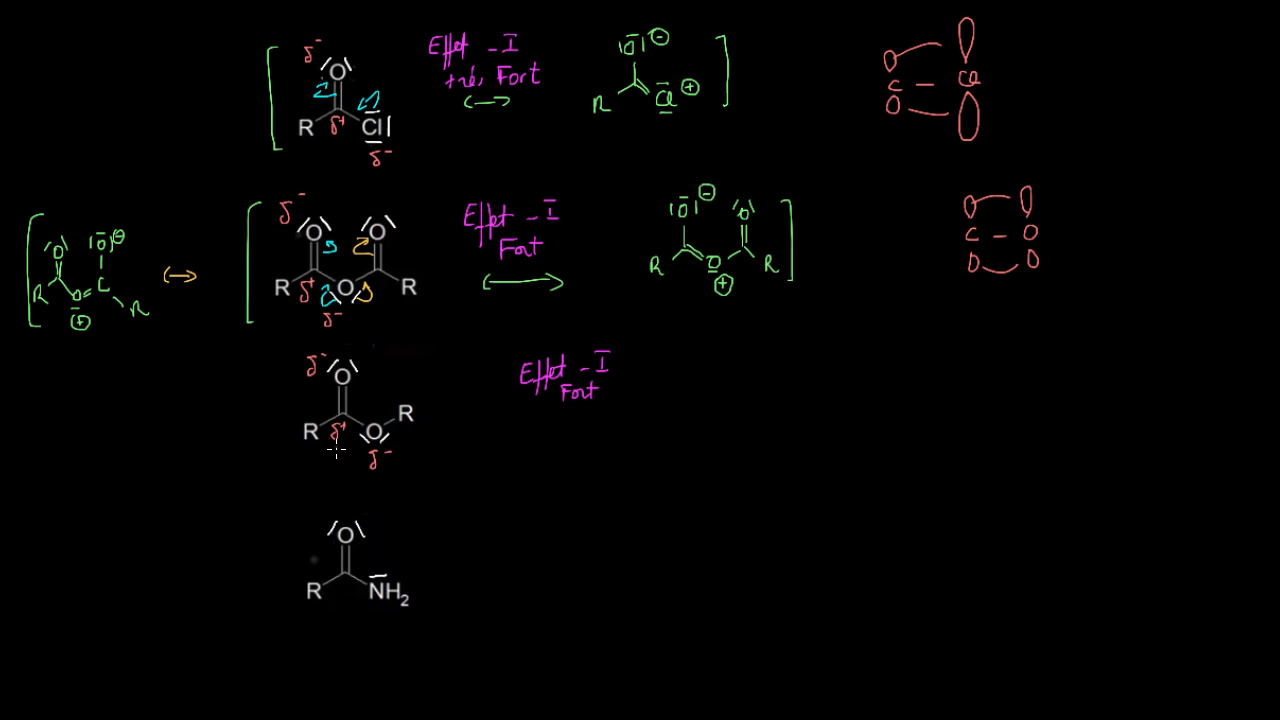 δ⁻
O
R δ⁺ Cl
δ⁻
Effet - I
très Fort
|O| ⊖
R Cl ⊕
C - Cl
O
|O| ⊖
R O C
⊕ R
δ⁻
O O
R δ⁺ O R
δ⁻
Effet - I
Fort
|O| ⊖ O
R O R
⊕
C - O
δ⁻
O
R
R δ⁺ O
δ⁻
Effet - I
Fort
O
R NH₂